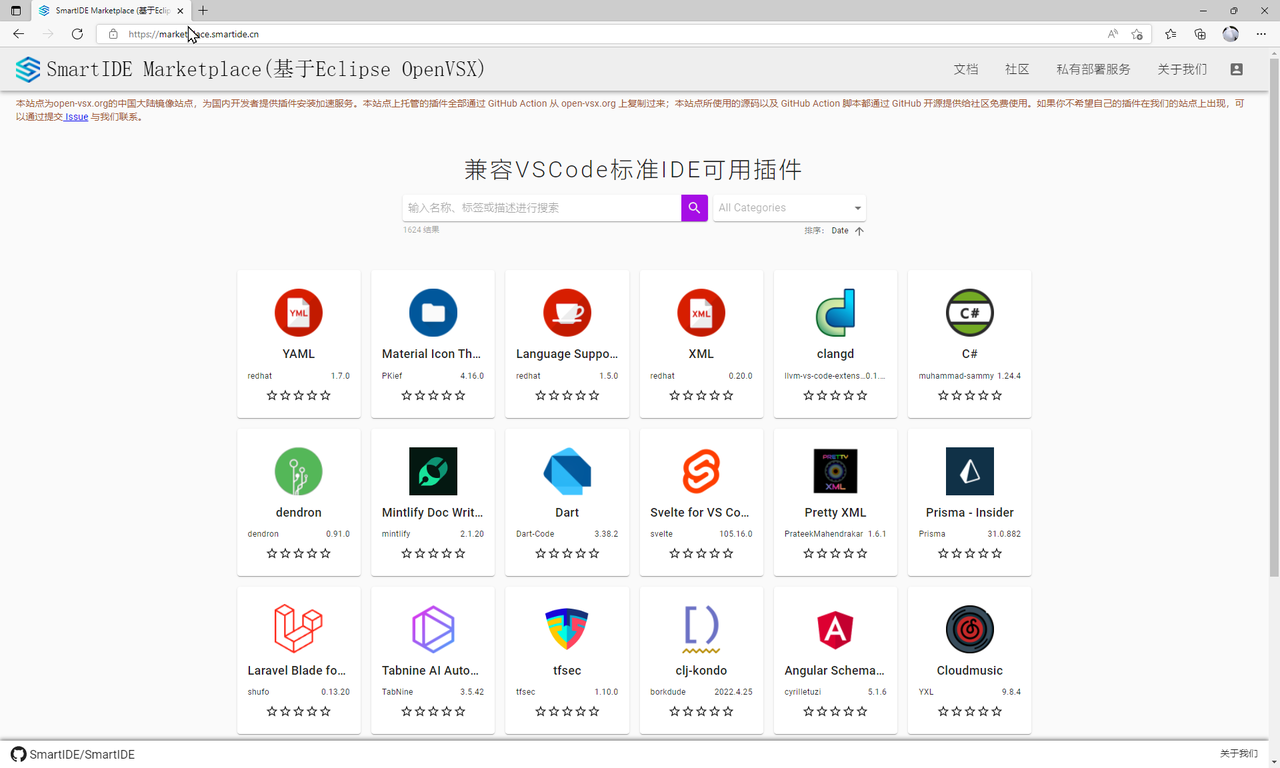 SmartIDE Marketplace (基于Eclip
https://marketplace.smartide.cn
SmartIDE Marketplace(基于Eclipse OpenVSX)
文档 社区 私有部署服务 关于我们
本站点为open-vsx.org的中国大陆镜像站点，为国内开发者提供插件安装加速服务。本站点上托管的插件全部通过 GitHub Action 从 open-vsx.org 上复制过来；本站点所使用的源码以及 GitHub Action 脚本都通过 GitHub 开源提供给社区免费使用。如果你不希望自己的插件在我们的站点上出现，可
以通过提交 Issue 与我们联系。
兼容VSCode标准IDE可用插件
输入名称、标签或描述进行搜索 All Categories
1624 结果 排序： Date
YML XML C#
YAML Material Icon Th... Language Suppo... XML clangd C#
redhat 1.7.0 PKief 4.16.0 redhat 1.5.0 redhat 0.20.0 llvm-vs-code-extens...0.1.... muhammad-sammy 1.24.4
PRETTY XML
dendron Mintlify Doc Writ... Dart Svelte for VS Co... Pretty XML Prisma - Insider
dendron 0.91.0 mintlify 2.1.20 Dart-Code 3.38.2 svelte 105.16.0 PrateekMahendrakar 1.6.1 Prisma 31.0.882
Laravel Blade fo... Tabnine AI Auto... tfsec clj-kondo Angular Schema... Cloudmusic
shufo 0.13.20 TabNine 3.5.42 tfsec 1.10.0 borkdude 2022.4.25 cyrilletuzi 5.1.6 YXL 9.8.4
SmartIDE/SmartIDE 关于我们